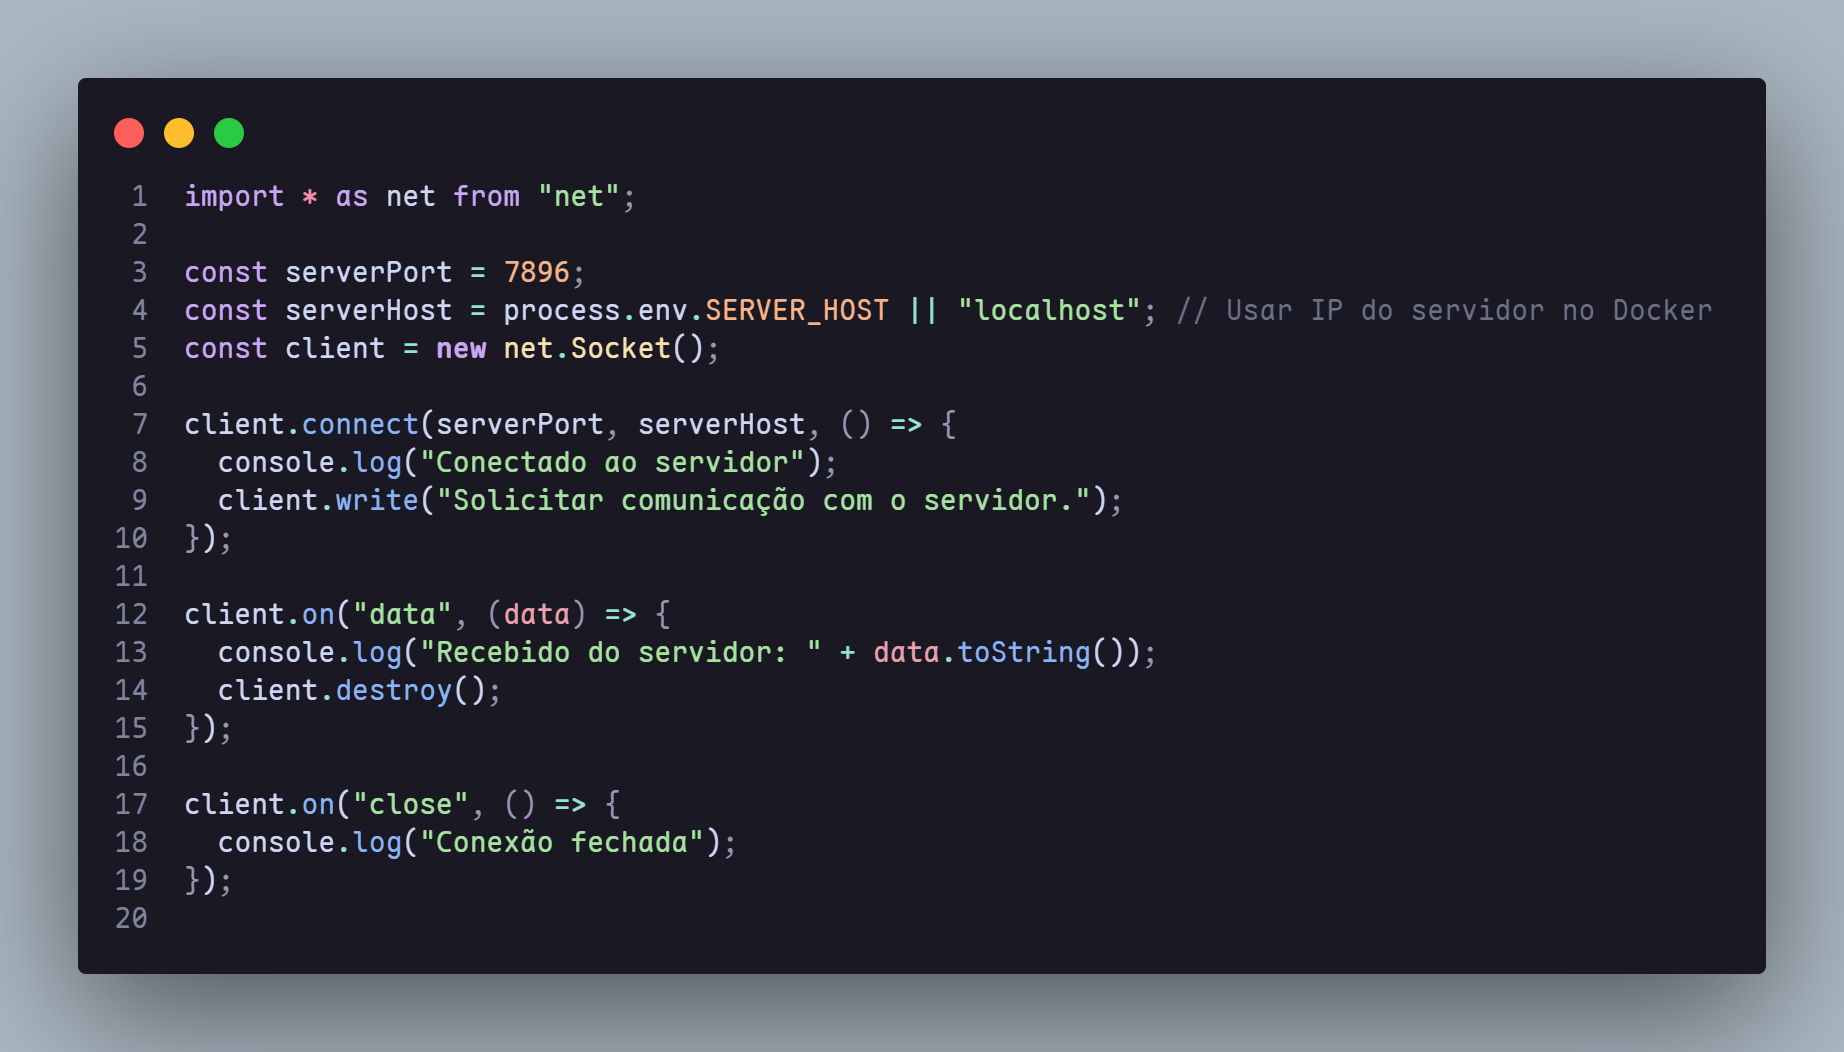 1 import * as net from "net";
2
3 const serverPort = 7896;
4 const serverHost = process.env.SERVER_HOST || "localhost"; // Usar IP do servidor no Docker
5 const client = new net.Socket();
6
7 client.connect(serverPort, serverHost, () => {
8   console.log("Conectado ao servidor");
9   client.write("Solicitar comunicação com o servidor.");
10 });
11
12 client.on("data", (data) => {
13   console.log("Recebido do servidor: " + data.toString());
14   client.destroy();
15 });
16
17 client.on("close", () => {
18   console.log("Conexão fechada");
19 });
20